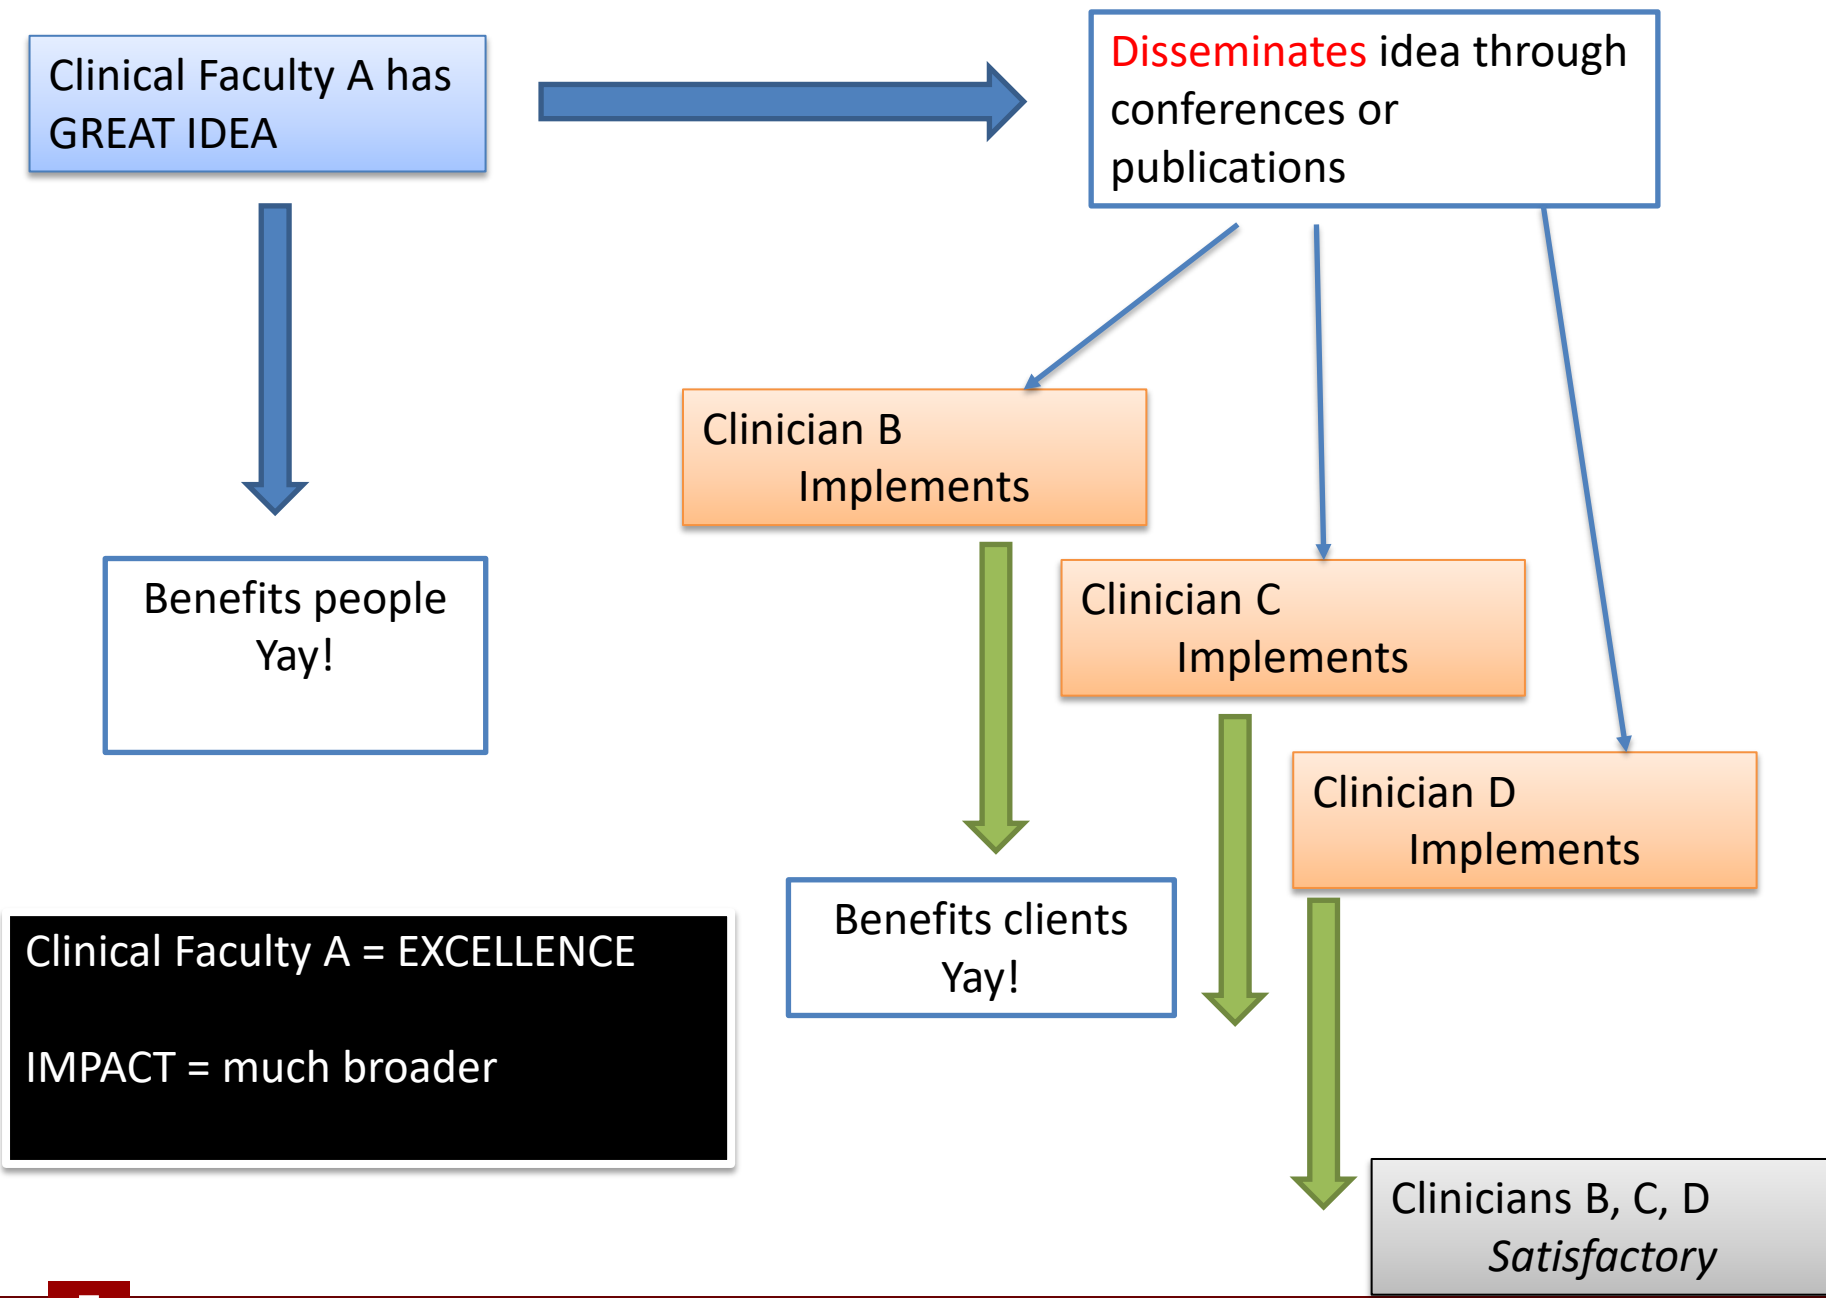 Clinical Faculty A has
GREAT IDEA
Disseminates idea through
conferences or
publications
Clinician B
Implements
Clinician C
Implements
Benefits people
Yay!
Clinician D
Implements
Benefits clients
Yay!
Clinical Faculty A = EXCELLENCE
IMPACT = much broader
Clinicians B, C, D
Satisfactory